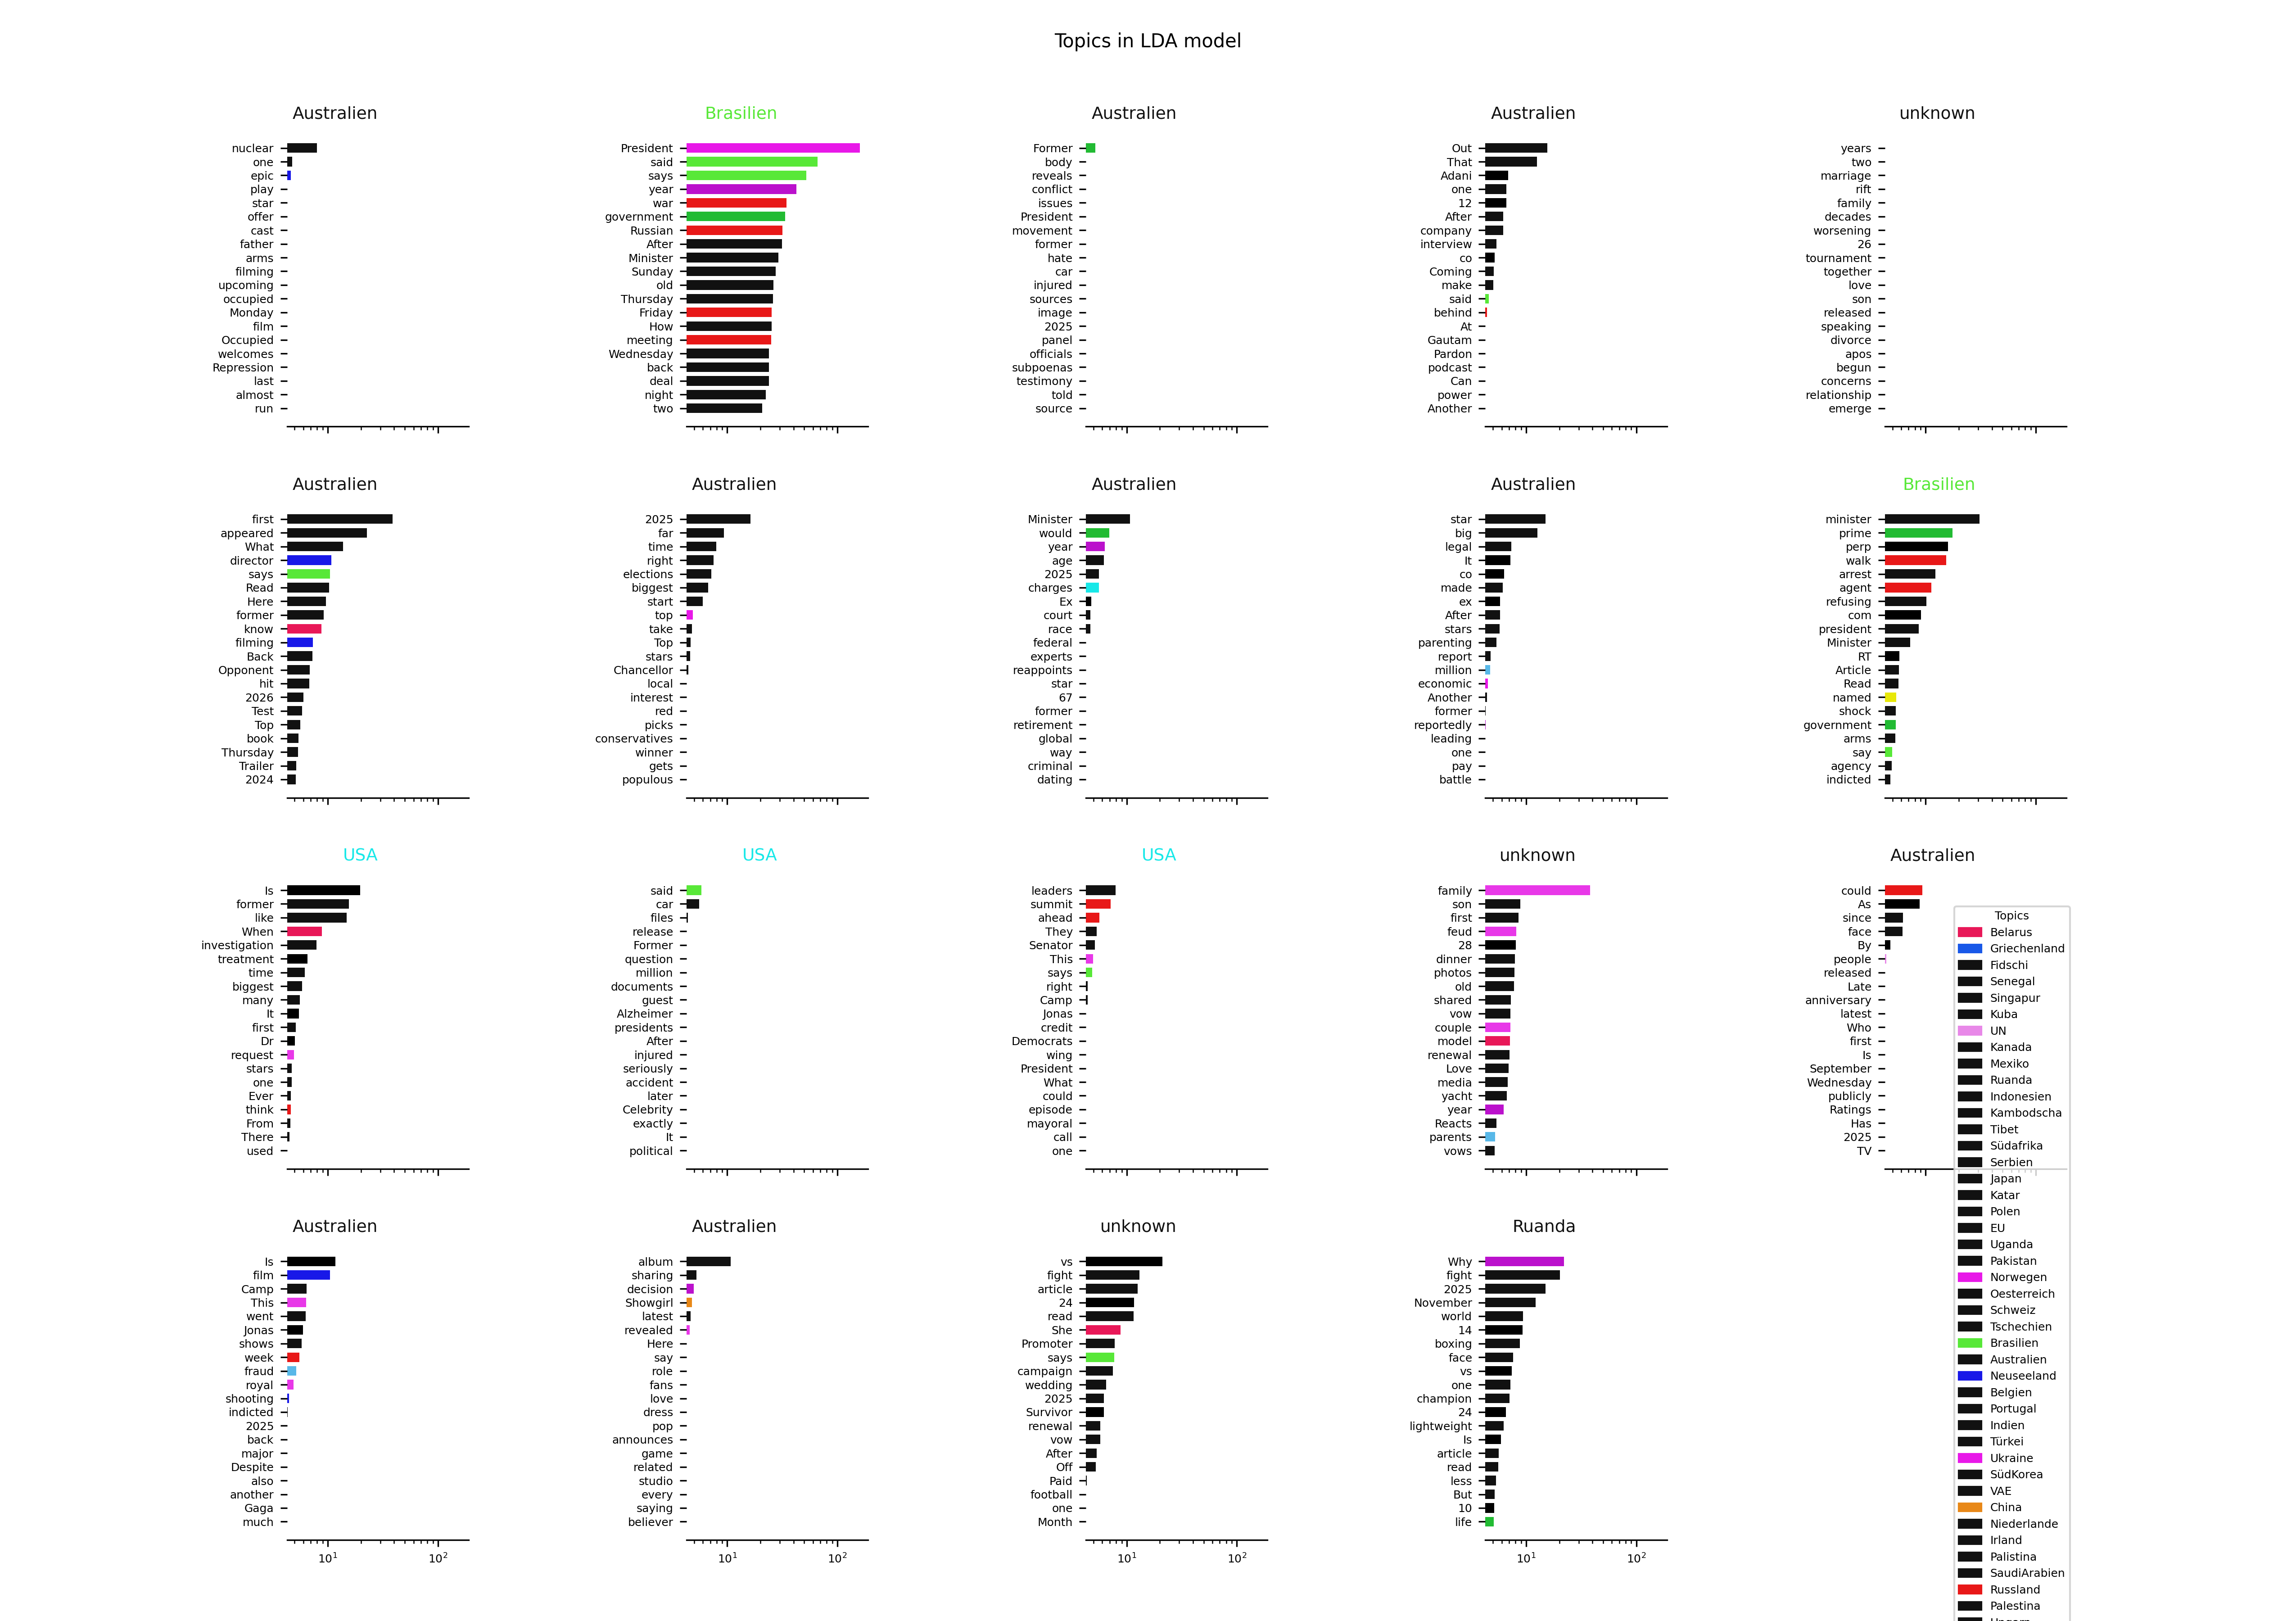 Topics in LDA model
Australien
nuclear
one
epic
play
star
offer
cast
father
arms
filming
upcoming
occupied
Monday
film
Occupied
welcomes
Repression
last
almost
run
Brasilien
President
said
says
year
war
government
Russian
After
Minister
Sunday
old
Thursday
Friday
How
meeting
Wednesday
back
deal
night
two
Australien
Former
body
reveals
conflict
issues
President
movement
former
hate
car
injured
sources
image
2025
panel
officials
subpoenas
testimony
told
source
Australien
Out
That
Adani
one
12
After
company
interview
co
Coming
make
said
behind
At
Gautam
Pardon
podcast
Can
power
Another
unknown
years
two
marriage
rift
family
decades
worsening
26
tournament
together
love
son
released
speaking
divorce
apos
begun
concerns
relationship
emerge
Australien
first
appeared
What
director
says
Read
Here
former
know
filming
Back
Opponent
hit
2026
Test
Top
book
Thursday
Trailer
2024
Australien
2025
far
time
right
elections
biggest
start
top
take
Top
stars
Chancellor
local
interest
red
picks
conservatives
winner
gets
populous
Australien
Minister
would
year
age
2025
charges
Ex
court
race
federal
experts
reappoints
star
67
former
retirement
global
way
criminal
dating
Australien
star
big
legal
It
co
made
ex
After
stars
parenting
report
million
economic
Another
former
reportedly
leading
one
pay
battle
Brasilien
minister
prime
perp
walk
arrest
agent
refusing
com
president
Minister
RT
Article
Read
named
shock
government
arms
say
agency
indicted
USA
Is
former
like
When
investigation
treatment
time
biggest
many
It
first
Dr
request
stars
one
Ever
think
From
There
used
USA
said
car
files
release
Former
question
million
documents
guest
Alzheimer
presidents
After
injured
seriously
accident
later
Celebrity
exactly
It
political
USA
leaders
summit
ahead
They
Senator
This
says
right
Camp
Jonas
credit
Democrats
wing
President
What
could
episode
mayoral
call
one
unknown
family
son
first
feud
28
dinner
photos
old
shared
vow
couple
model
renewal
Love
media
yacht
year
Reacts
parents
vows
Australien
could
As
since
face
By
people
released
Late
anniversary
latest
Who
first
Is
September
Wednesday
publicly
Ratings
Has
2025
TV
Australien
Is
film
Camp
This
went
Jonas
shows
week
fraud
royal
shooting
indicted
2025
back
major
Despite
also
another
Gaga
much
10¹ 10²
Australien
album
sharing
decision
Showgirl
latest
revealed
Here
say
role
fans
love
dress
pop
announces
game
related
studio
every
saying
believer
10¹ 10²
unknown
vs
fight
article
24
read
She
Promoter
says
campaign
wedding
2025
Survivor
renewal
vow
After
Off
Paid
football
one
Month
10¹ 10²
Ruanda
Why
fight
2025
November
world
14
boxing
face
vs
one
champion
24
lightweight
Is
article
read
less
But
10
life
10¹ 10²
Topics
Belarus
Griechenland
Fidschi
Senegal
Singapur
Kuba
UN
Kanada
Mexiko
Ruanda
Indonesien
Kambodscha
Tibet
Südafrika
Serbien
Japan
Katar
Polen
EU
Uganda
Pakistan
Norwegen
Oesterreich
Schweiz
Tschechien
Brasilien
Australien
Neuseeland
Belgien
Portugal
Indien
Türkei
Ukraine
SüdKorea
VAE
China
Niederlande
Irland
Palistina
SaudiArabien
Russland
Palestina